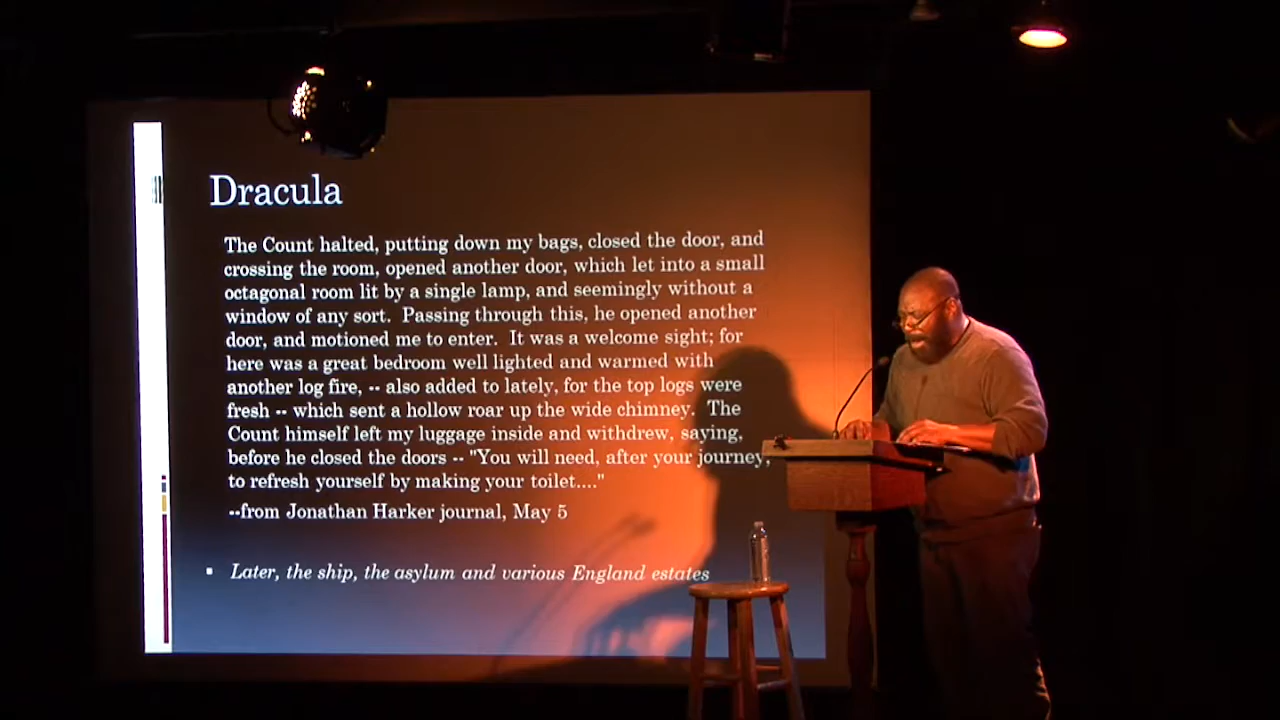 Dracula
The Count halted, putting down my bags, closed the door, and
crossing the room, opened another door, which let into a small
octagonal room lit by a single lamp, and seemingly without a
window of any sort.  Passing through this, he opened another
door, and motioned me to enter.  It was a welcome sight; for
here was a great bedroom well lighted and warmed with
another log fire, -- also added to lately, for the top logs were
fresh -- which sent a hollow roar up the wide chimney.  The
Count himself left my luggage inside and withdrew, saying,
before he closed the doors -- "You will need, after your journey,
to refresh yourself by making your toilet...."
--from Jonathan Harker journal, May 5
▪ Later, the ship, the asylum and various England estates